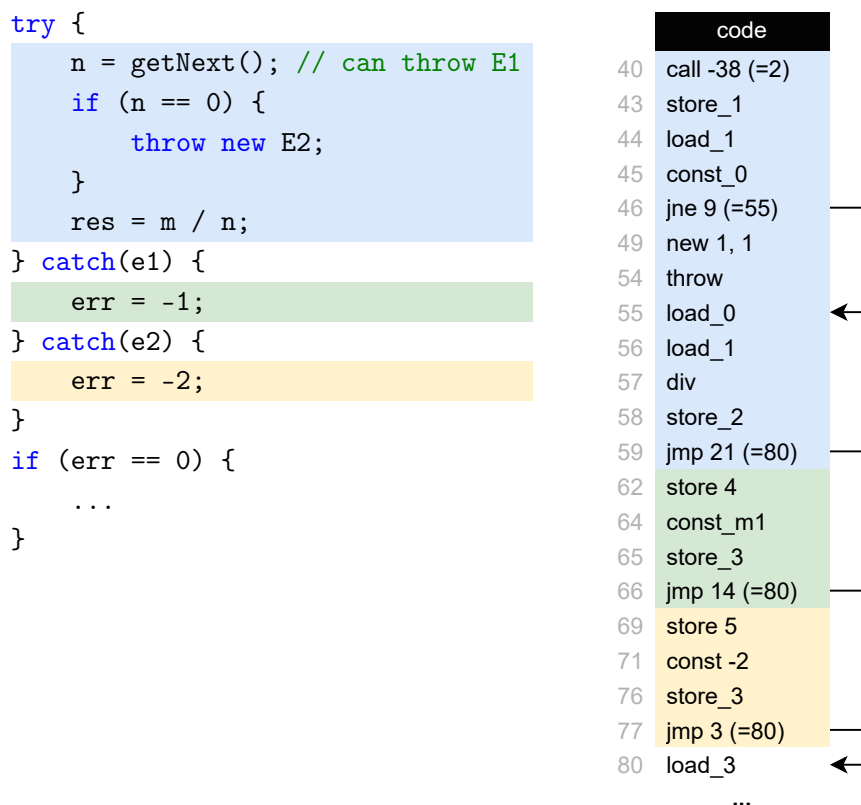 try {
    n = getNext(); // can throw E1
    if (n == 0) {
        throw new E2;
    }
    res = m / n;
} catch(e1) {
    err = -1;
} catch(e2) {
    err = -2;
}
if (err == 0) {
    ...
}
code
40 call -38 (=2)
43 store_1
44 load_1
45 const_0
46 jne 9 (=55)
49 new 1, 1
54 throw
55 load_0
56 load_1
57 div
58 store_2
59 jmp 21 (=80)
62 store 4
64 const_m1
65 store_3
66 jmp 14 (=80)
69 store 5
71 const -2
76 store_3
77 jmp 3 (=80)
80 load_3
...